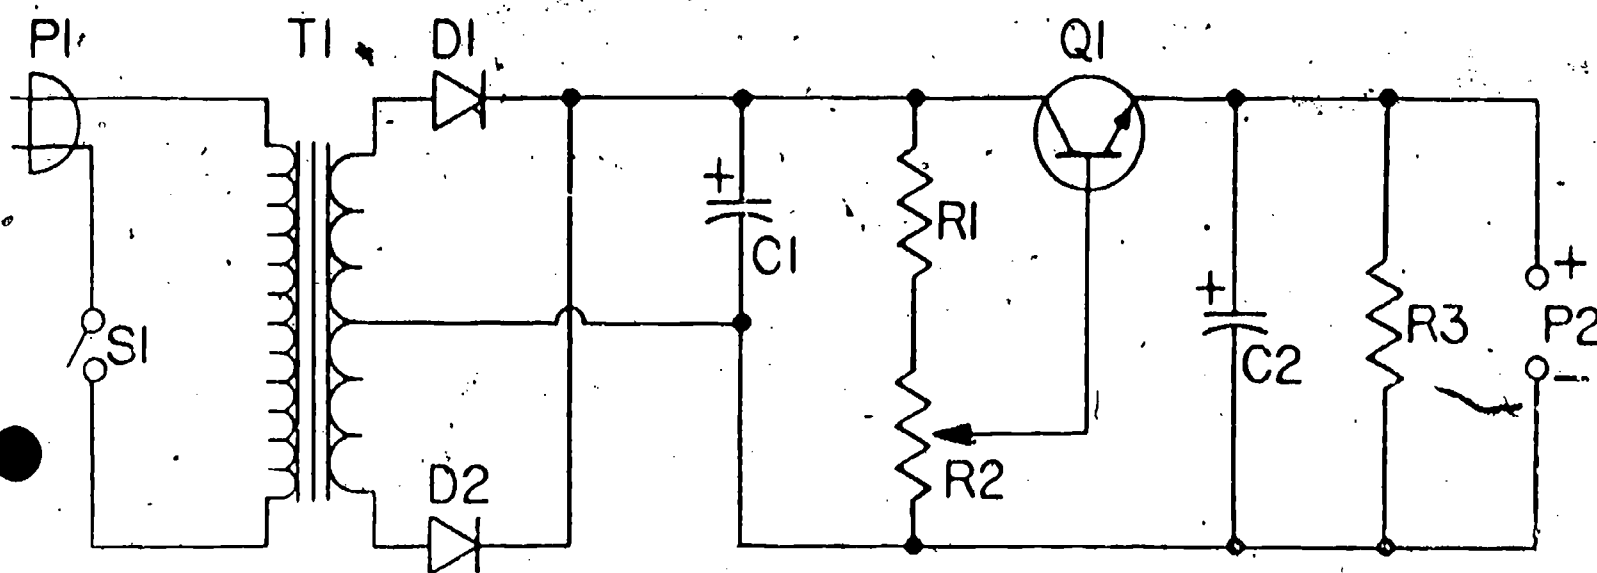 P1
T1
D1
Q1
+
C1
R1
+
P2
+
C2
R3
S1
-
D2
R2